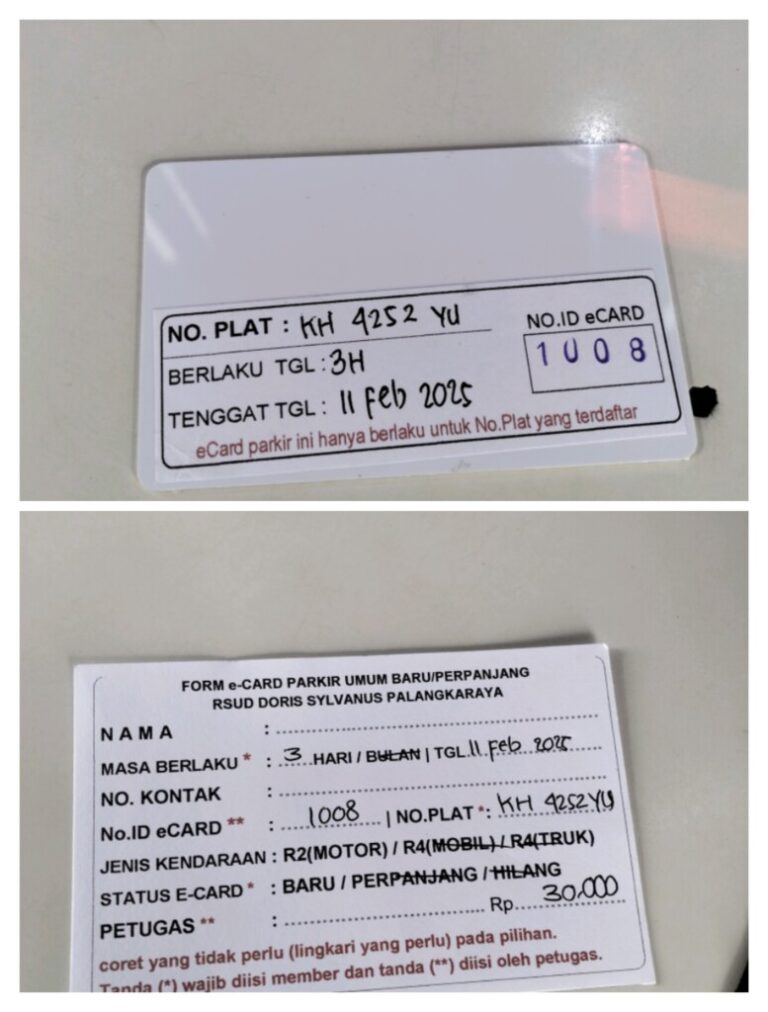 NO. PLAT : KH 4252 YU
NO.ID eCARD
1008
BERLAKU TGL : 3H
TENGGAT TGL : 11 Feb 2025
eCard parkir ini hanya berlaku untuk No.Plat yang terdaftar
FORM e-CARD PARKIR UMUM BARU/PERPANJANG
RSUD DORIS SYLVANUS PALANGKARAYA
NAMA :
MASA BERLAKU * : 3 HARI / BULAN | TGL 11 Feb 2025
NO. KONTAK :
No.ID eCARD ** : 1008 | NO.PLAT *: KH 4252 YU
JENIS KENDARAAN : R2(MOTOR) / R4(MOBIL) / R4(TRUK)
STATUS E-CARD * : BARU / PERPANJANG / HILANG
PETUGAS ** : Rp. 30.000
coret yang tidak perlu (lingkari yang perlu) pada pilihan.
Tanda (*) wajib diisi member dan tanda (**) diisi oleh petugas.